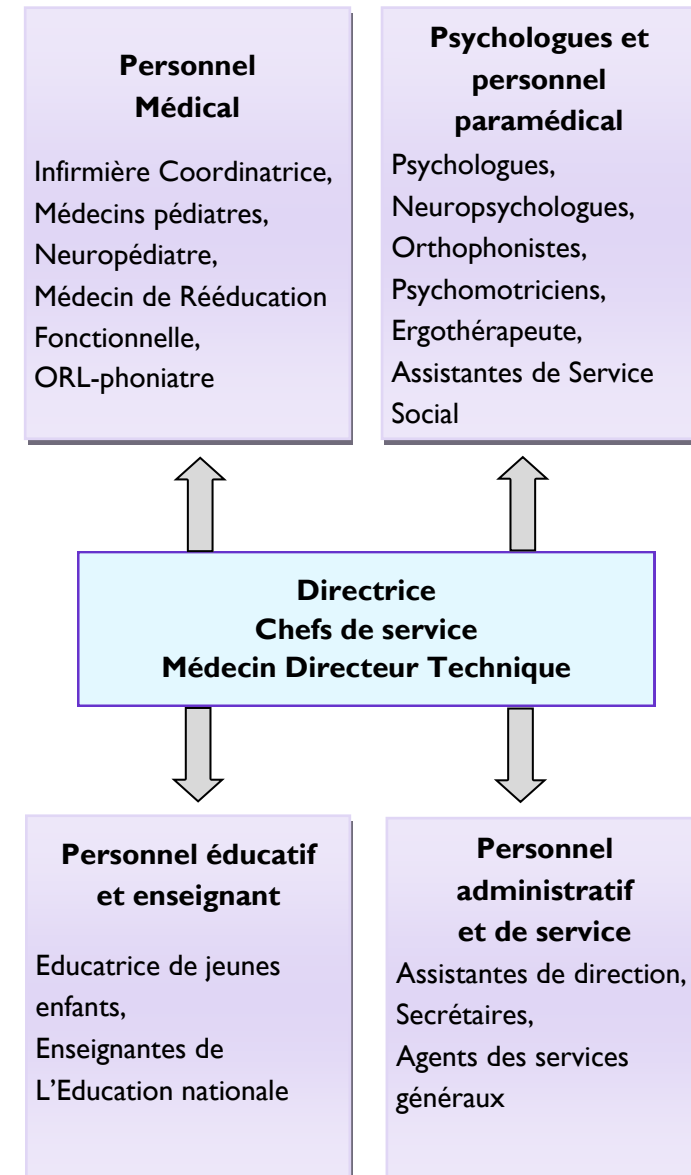 Personnel
Médical
Infirmière Coordinatrice,
Médecins pédiatres,
Neuropédiatre,
Médecin de Rééducation
Fonctionnelle,
ORL-phoniatre
Psychologues et
personnel
paramédical
Psychologues,
Neuropsychologues,
Orthophonistes,
Psychomotriciens,
Ergothérapeute,
Assistantes de Service
Social
Directrice
Chefs de service
Médecin Directeur Technique
Personnel éducatif
et enseignant
Educatrice de jeunes
enfants,
Enseignantes de
L’Education nationale
Personnel
administratif
et de service
Assistantes de direction,
Secrétaires,
Agents des services
généraux